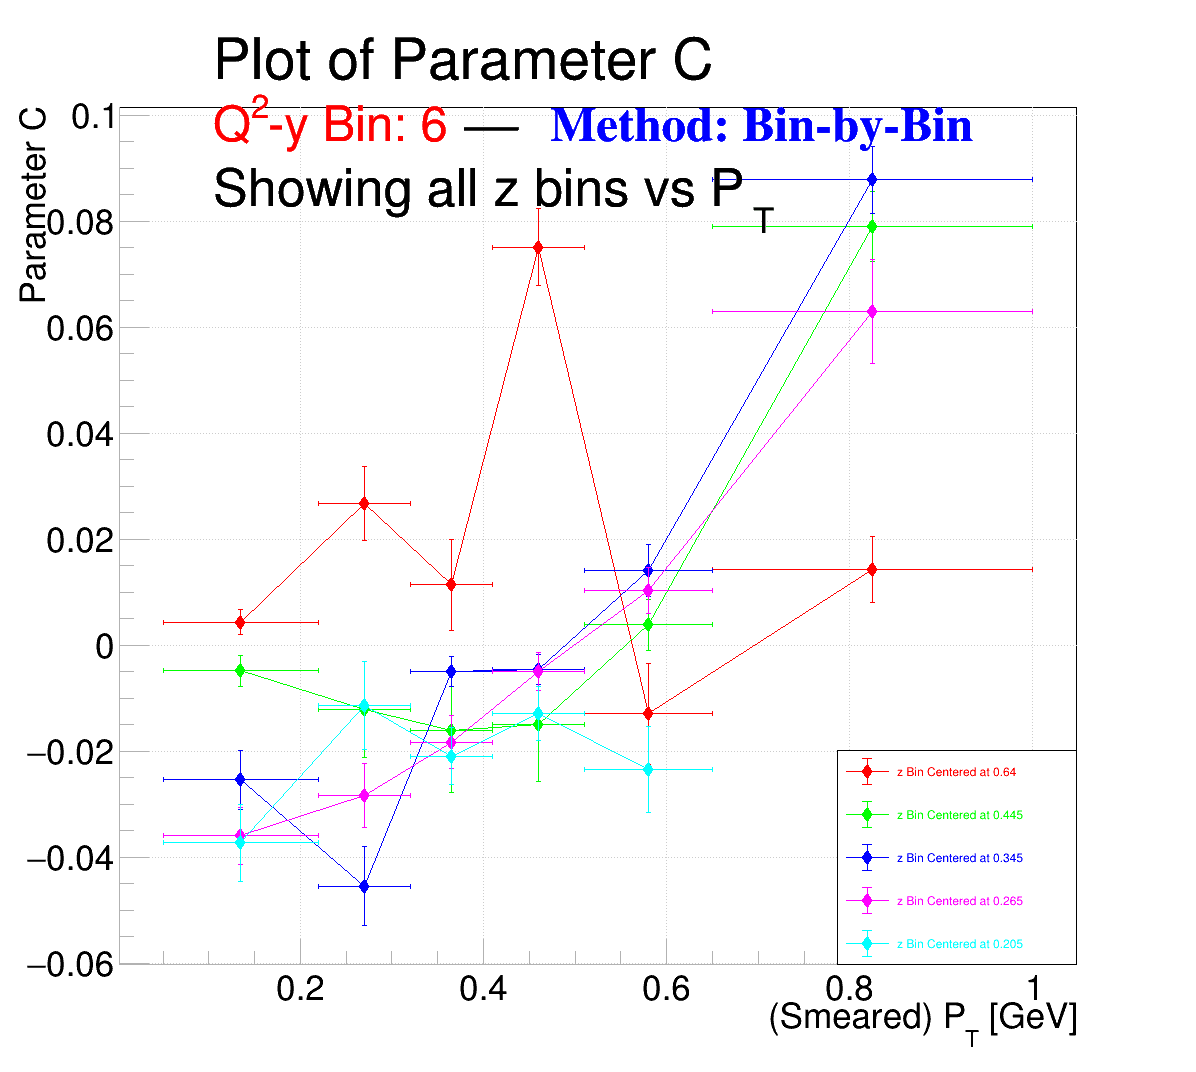 Plot of Parameter C
Q2-y Bin: 6 — Method: Bin-by-Bin
Showing all z bins vs PT
Parameter C
0.1
0.08
0.06
0.04
0.02
0
−0.02
−0.04
−0.06
0.2 0.4 0.6 0.8 1
(Smeared) PT [GeV]
z Bin Centered at 0.64
z Bin Centered at 0.445
z Bin Centered at 0.345
z Bin Centered at 0.265
z Bin Centered at 0.205